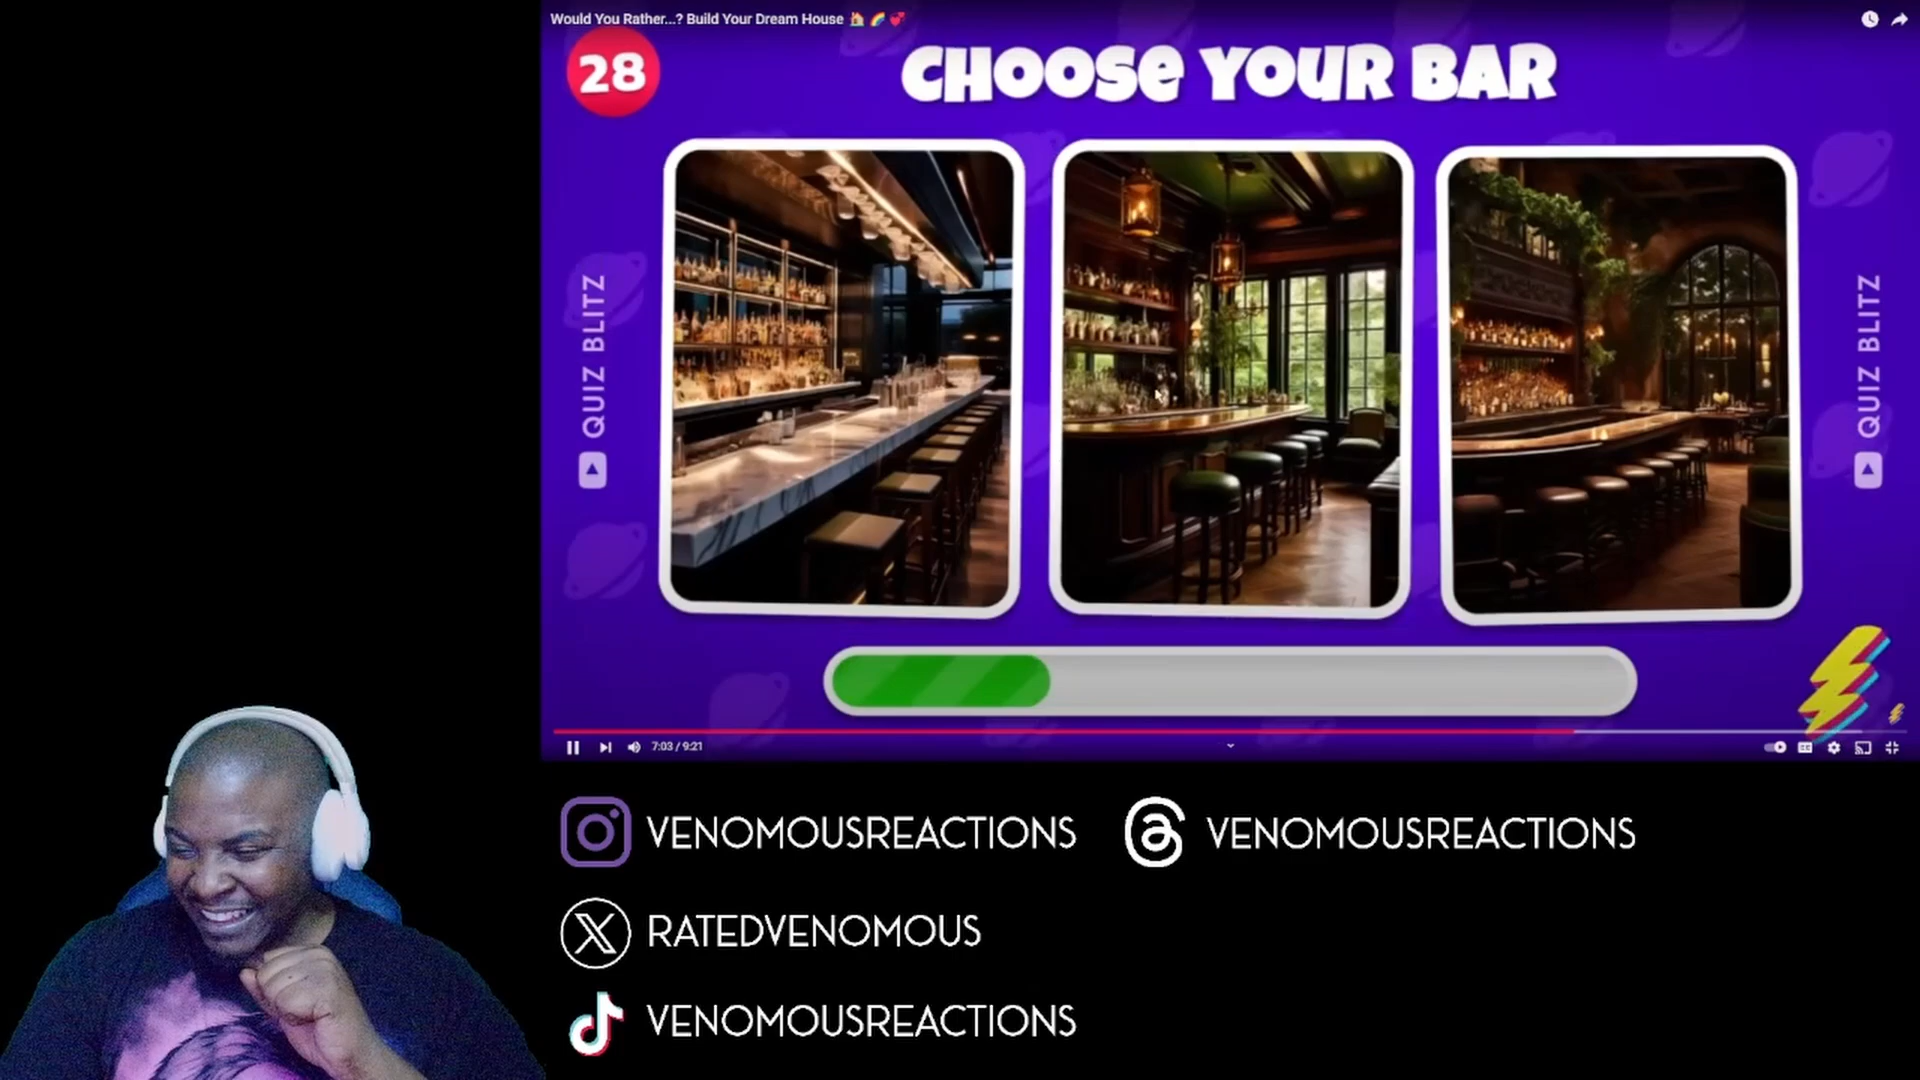 Would You Rather...? Build Your Dream House 🏠 🌈 💞
28
CHOOSE YOUR BAR
QUIZ BLITZ
QUIZ BLITZ
7:03 / 9:21
VENOMOUSREACTIONS
VENOMOUSREACTIONS
RATEDVENOMOUS
VENOMOUSREACTIONS